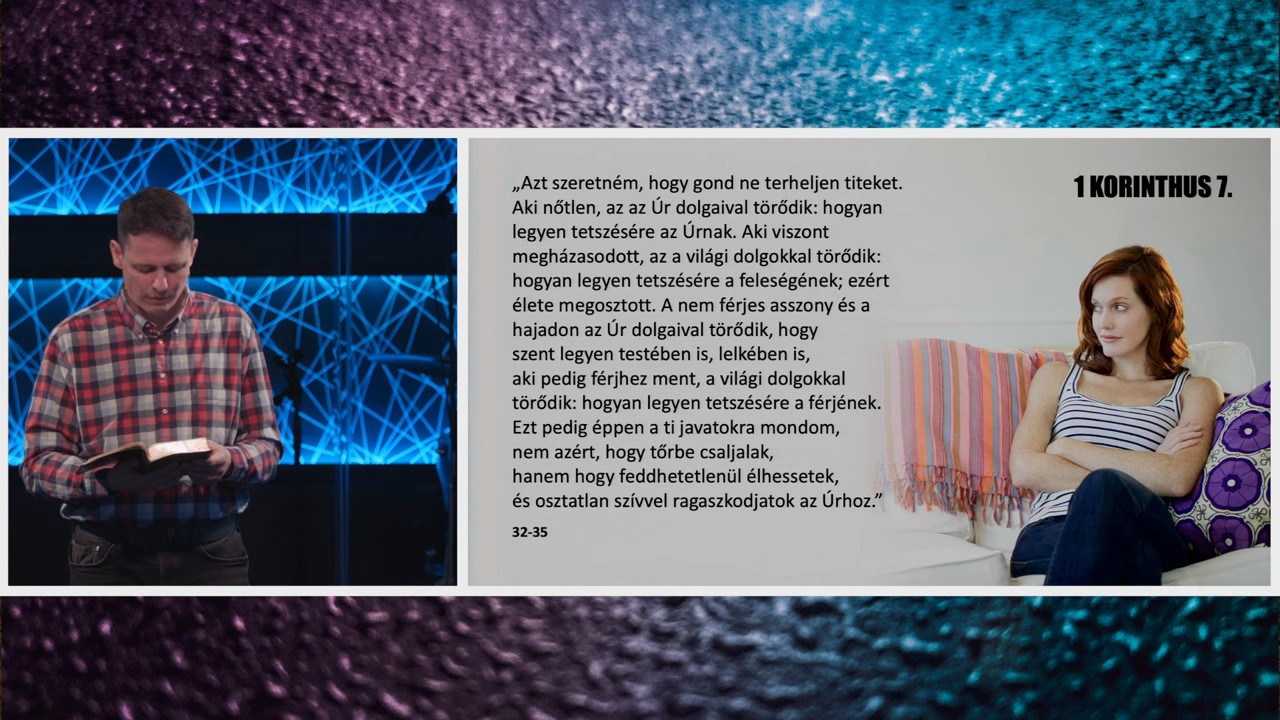 1 KORINTHUS 7.
„Azt szeretném, hogy gond ne terheljen titeket.
Aki nőtlen, az az Úr dolgaival törődik: hogyan
legyen tetszésére az Úrnak. Aki viszont
megházasodott, az a világi dolgokkal törődik:
hogyan legyen tetszésére a feleségének; ezért
élete megosztott. A nem férjes asszony és a
hajadon az Úr dolgaival törődik, hogy
szent legyen testében is, lelkében is,
aki pedig férjhez ment, a világi dolgokkal
törődik: hogyan legyen tetszésére a férjének.
Ezt pedig éppen a ti javatokra mondom,
nem azért, hogy tőrbe csaljalak,
hanem hogy feddhetetlenül élhessetek,
és osztatlan szívvel ragaszkodjatok az Úrhoz.”
32-35